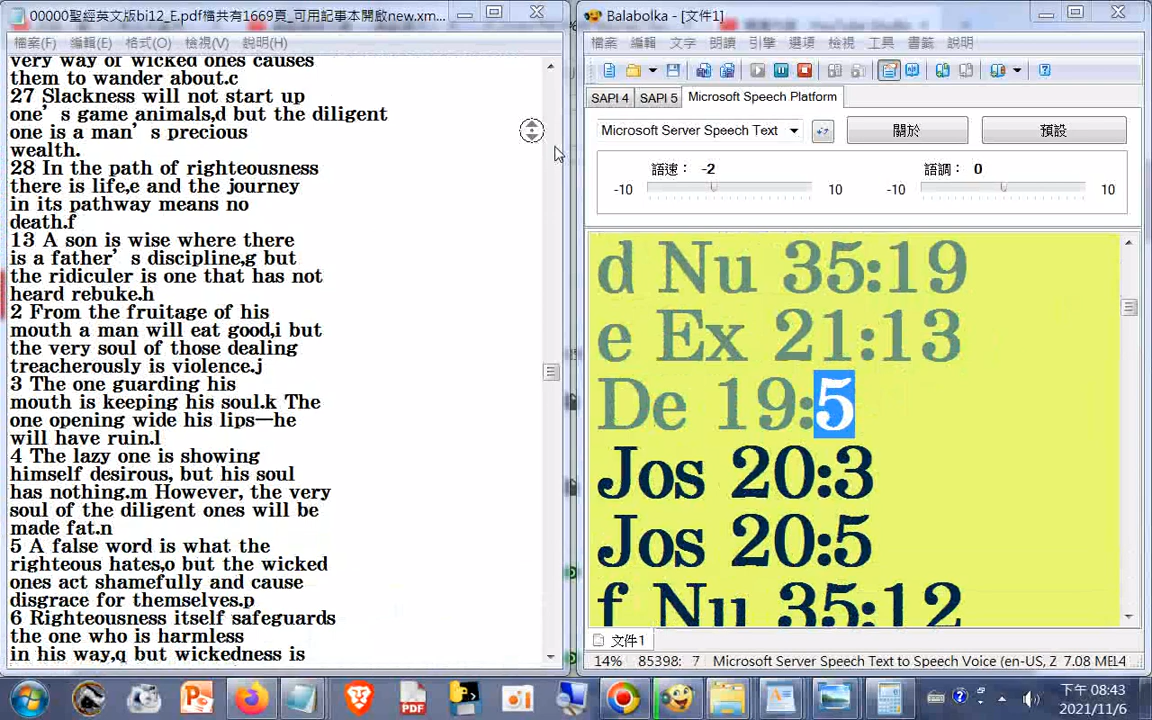 00000聖經英文版bi12_E.pdf檔共有1669頁_可用記事本開啟new.xm...
檔案(F) 編輯(E) 格式(O) 檢視(V) 說明(H)
very way of wicked ones causes
them to wander about.c
27 Slackness will not start up
one’s game animals,d but the diligent
one is a man’s precious
wealth.
28 In the path of righteousness
there is life,e and the journey
in its pathway means no
death.f
13 A son is wise where there
is a father’s discipline,g but
the ridiculer is one that has not
heard rebuke.h
2 From the fruitage of his
mouth a man will eat good,i but
the very soul of those dealing
treacherously is violence.j
3 The one guarding his
mouth is keeping his soul.k The
one opening wide his lips—he
will have ruin.l
4 The lazy one is showing
himself desirous, but his soul
has nothing.m However, the very
soul of the diligent ones will be
made fat.n
5 A false word is what the
righteous hates,o but the wicked
ones act shamefully and cause
disgrace for themselves.p
6 Righteousness itself safeguards
the one who is harmless
in his way,q but wickedness is
Balabolka - [文件1]
檔案 編輯 文字 朗讀 引擎 選項 檢視 工具 書籤 說明
SAPI 4 SAPI 5 Microsoft Speech Platform
Microsoft Server Speech Text 關於 預設
語速： -2 語調： 0
-10 10 -10 10
d Nu 35:19
e Ex 21:13
De 19:5
Jos 20:3
Jos 20:5
f Nu 35:12
文件1
14% 85398: 7 Microsoft Server Speech Text to Speech Voice (en-US, Z 7.08 ME
PDF
下午 08:43
2021/11/6